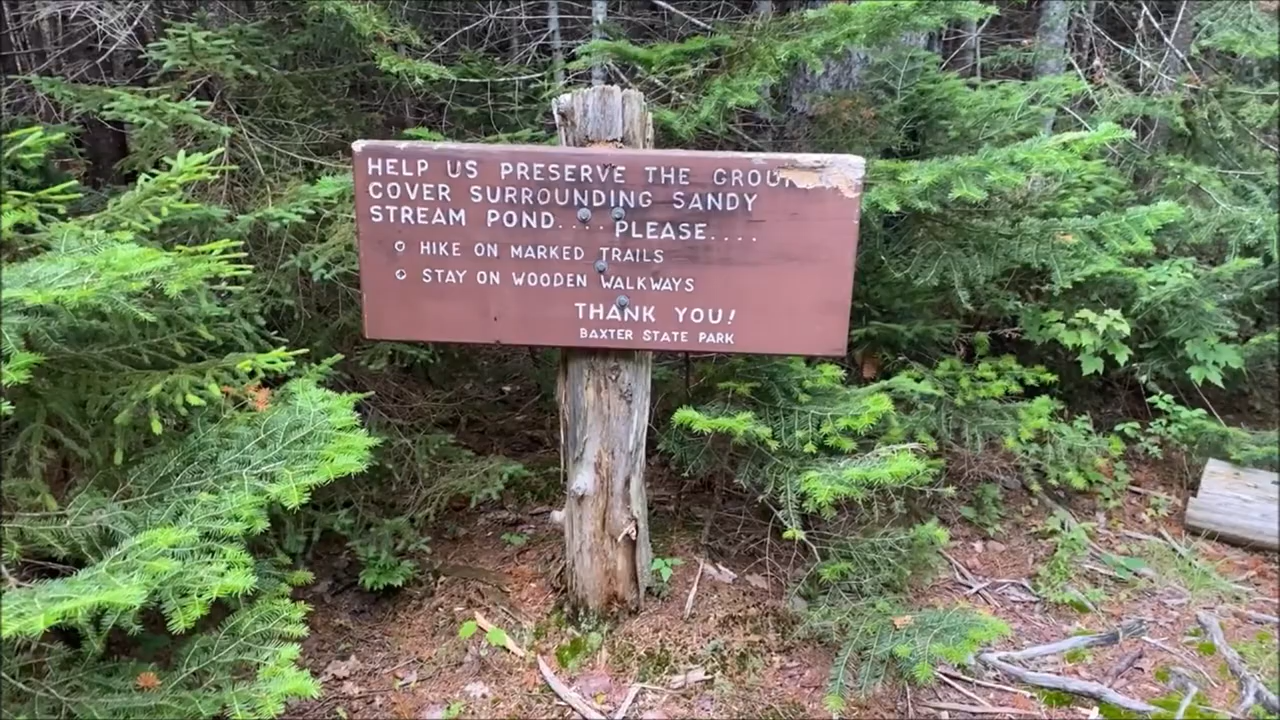 HELP US PRESERVE THE
COVER SURROUNDING SANDY
STREAM POND.... PLEASE....
HIKE ON MARKED TRAILS
STAY ON WOODEN WALKWAYS
THANK YOU!
BAXTER STATE PARK